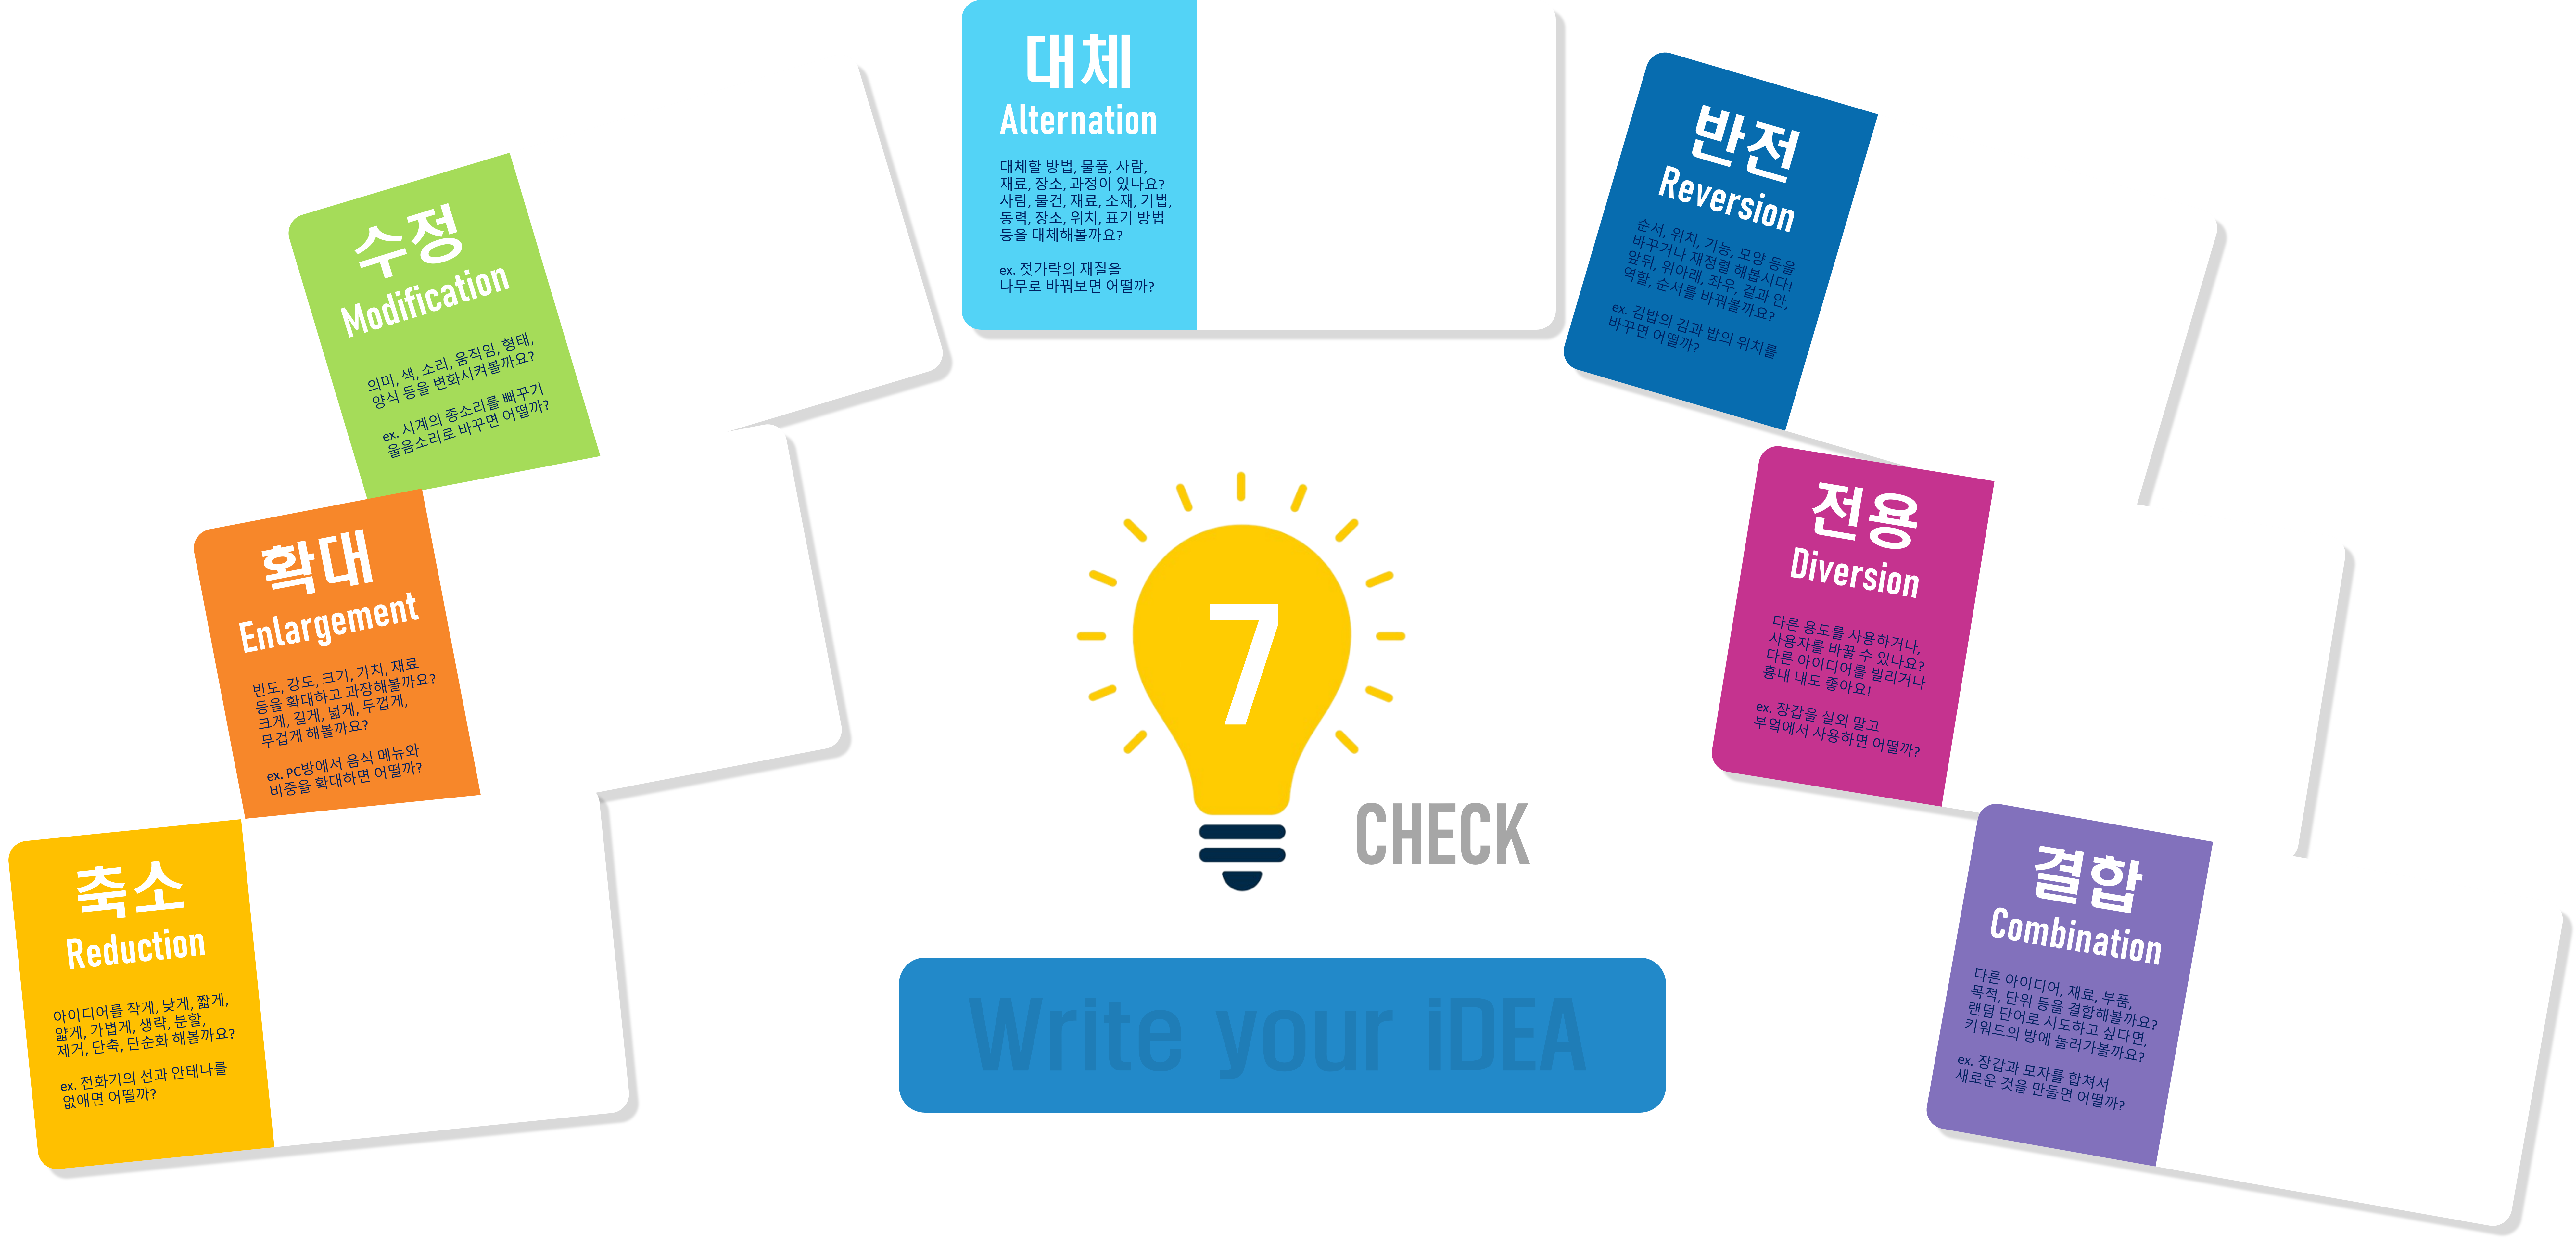 대체
Alternation
대체할 방법, 물품, 사람,
재료, 장소, 과정이 있나요?
사람, 물건, 재료, 소재, 기법,
동력, 장소, 위치, 표기 방법
등을 대체해볼까요?
ex. 젓가락의 재질을
나무로 바꿔보면 어떨까?
반전
Reversion
순서, 위치, 기능, 모양 등을
바꾸거나 재정렬 해봅시다!
앞뒤, 위아래, 좌우, 겉과 안,
역할, 순서를 바꿔볼까요?
ex. 김밥의 김과 밥의 위치를
바꾸면 어떨까?
수정
Modification
의미, 색, 소리, 움직임, 형태,
양식 등을 변화시켜볼까요?
ex. 시계의 종소리를 뻐꾸기
울음소리로 바꾸면 어떨까?
전용
Diversion
다른 용도를 사용하거나,
사용자를 바꿀 수 있나요?
다른 아이디어를 빌리거나
흉내 내도 좋아요!
ex. 장갑을 실외 말고
부엌에서 사용하면 어떨까?
확대
Enlargement
빈도, 강도, 크기, 가치, 재료
등을 확대하고 과장해볼까요?
크게, 길게, 넓게, 두껍게,
무겁게 해볼까요?
ex. PC방에서 음식 메뉴와
비중을 확대하면 어떨까?
7
CHECK
축소
Reduction
아이디어를 작게, 낮게, 짧게,
얇게, 가볍게, 생략, 분할,
제거, 단축, 단순화 해볼까요?
ex. 전화기의 선과 안테나를
없애면 어떨까?
결합
Combination
다른 아이디어, 재료, 부품,
목적, 단위 등을 결합해볼까요?
랜덤 단어로 시도하고 싶다면,
키워드의 방에 놀러가볼까요?
ex. 장갑과 모자를 합쳐서
새로운 것을 만들면 어떨까?
Write your iDEA